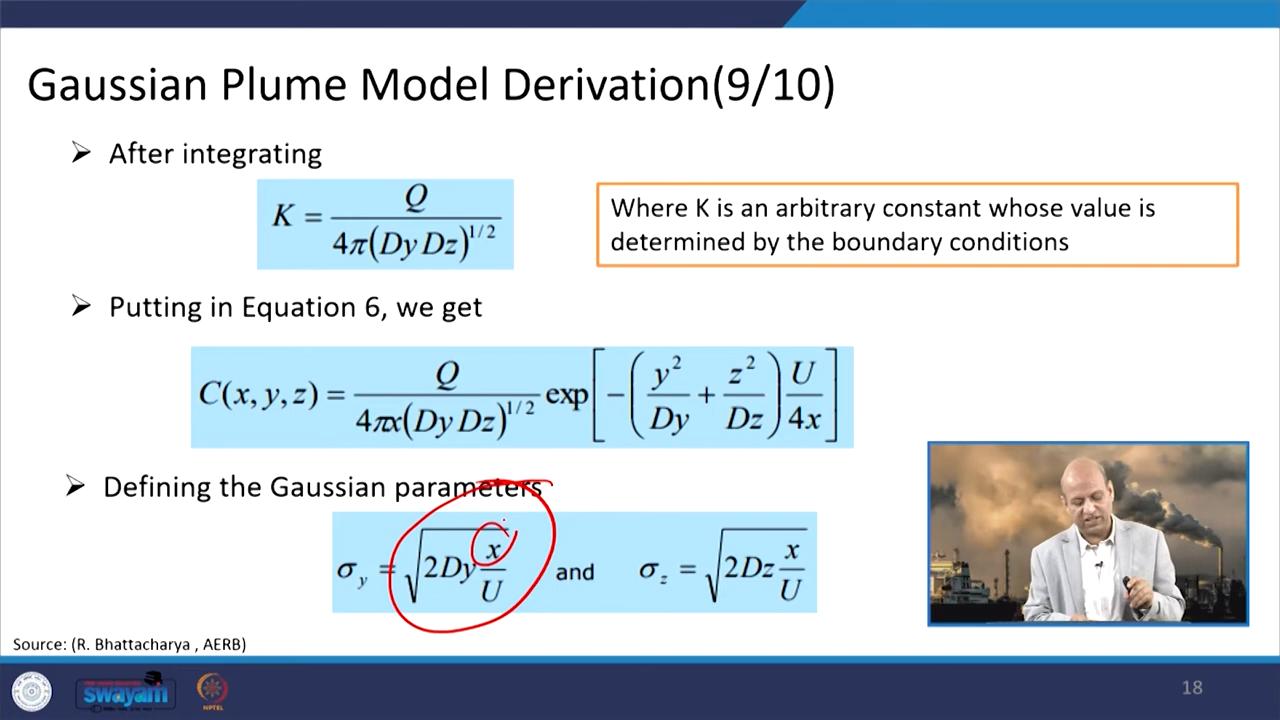 Gaussian Plume Model Derivation(9/10)
➢ After integrating
K = Q / 4π(Dy Dz)^1/2
Where K is an arbitrary constant whose value is
determined by the boundary conditions
➢ Putting in Equation 6, we get
C(x, y, z) = Q / 4πx(Dy Dz)^1/2 exp[−(y²/Dy + z²/Dz) U/4x]
➢ Defining the Gaussian parameters
σy = √2Dy x/U and σz = √2Dz x/U
Source: (R. Bhattacharya , AERB)
swayam
NPTEL
18